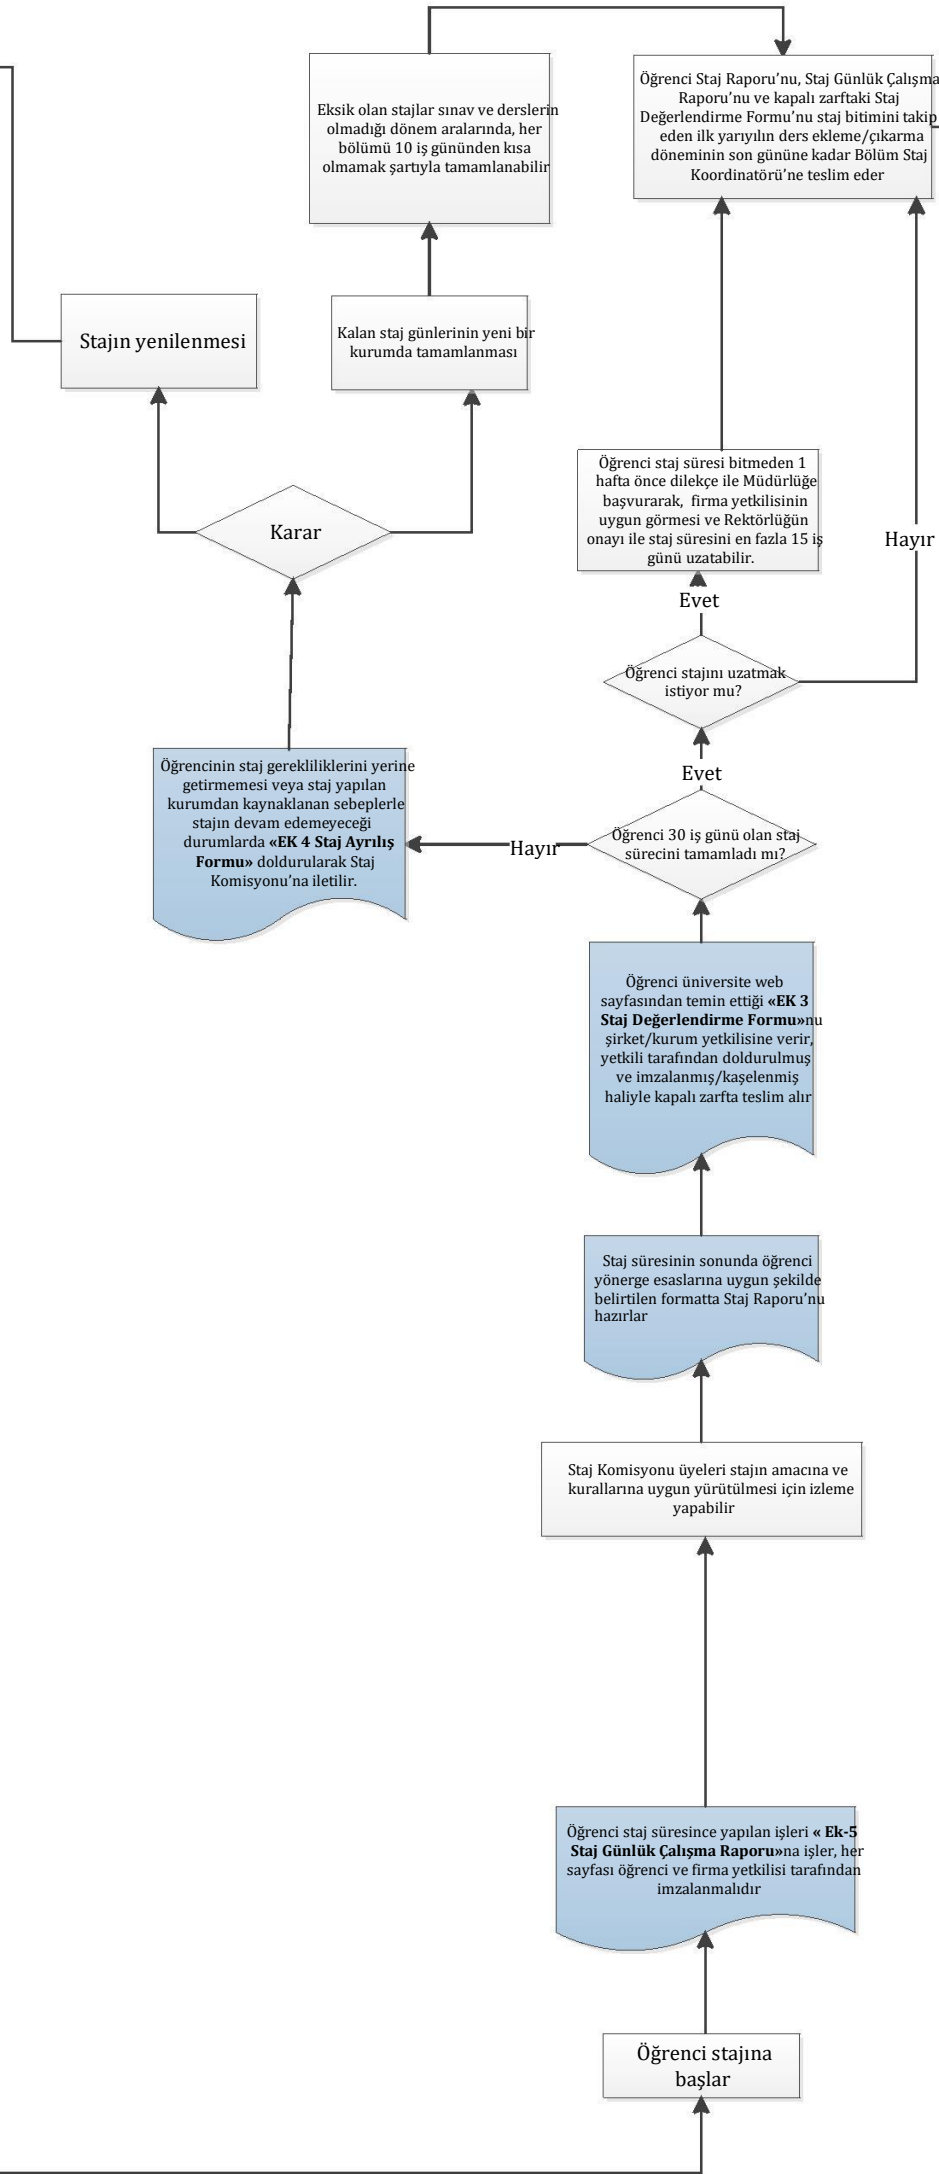 Eksik olan stajlar sınav ve derslerin
olmadığı dönem aralarında, her
bölümü 10 iş gününden kısa
olmamak şartıyla tamamlanabilir
Öğrenci Staj Raporu’nu, Staj Günlük Çalışma
Raporu’nu ve kapalı zarftaki Staj
Değerlendirme Formu’nu staj bitimini takip
eden ilk yarıyılın ders ekleme/çıkarma
döneminin son gününe kadar Bölüm Staj
Koordinatörü’ne teslim eder
Stajın yenilenmesi
Kalan staj günlerinin yeni bir
kurumda tamamlanması
Karar
Öğrenci staj süresi bitmeden 1
hafta önce dilekçe ile Müdürlüğe
başvurarak, firma yetkilisinin
uygun görmesi ve Rektörlüğün
onayı ile staj süresini en fazla 15 iş
günü uzatabilir.
Hayır
Evet
Öğrenci stajını uzatmak
istiyor mu?
Evet
Öğrencinin staj gerekliliklerini yerine
getirmemesi veya staj yapılan
kurumdan kaynaklanan sebeplerle
stajın devam edemeyeceği
durumlarda «EK 4 Staj Ayrılış
Formu» doldurularak Staj
Komisyonu’na iletilir.
Hayır
Öğrenci 30 iş günü olan staj
sürecini tamamladı mı?
Öğrenci üniversite web
sayfasından temin ettiği «EK 3
Staj Değerlendirme Formu»nu
şirket/kurum yetkilisine verir,
yetkili tarafından doldurulmuş
ve imzalanmış/kaşelenmiş
haliyle kapalı zarfta teslim alır
Staj süresinin sonunda öğrenci
yönerge esaslarına uygun şekilde
belirtilen formatta Staj Raporu’nu
hazırlar
Staj Komisyonu üyeleri stajın amacına ve
kurallarına uygun yürütülmesi için izleme
yapabilir
Öğrenci staj süresince yapılan işleri « Ek-5
Staj Günlük Çalışma Raporu»na işler, her
sayfası öğrenci ve firma yetkilisi tarafından
imzalanmalıdır
Öğrenci stajına
başlar